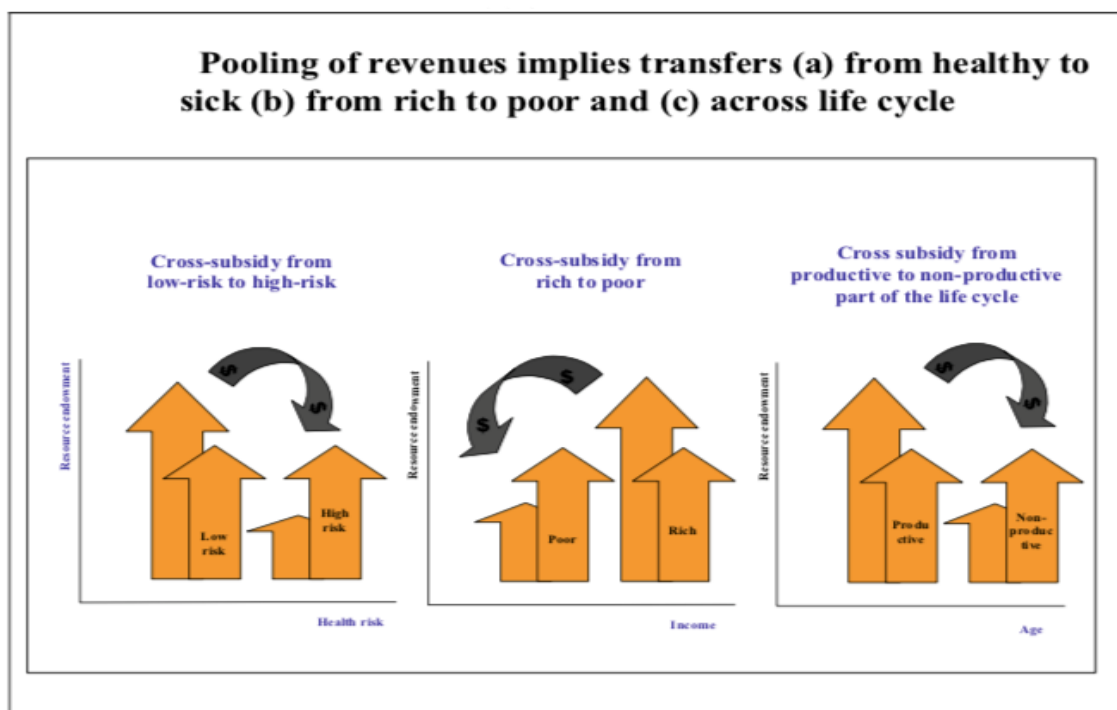 Pooling of revenues implies transfers (a) from healthy to
sick (b) from rich to poor and (c) across life cycle
Cross-subsidy from
low-risk to high-risk
Resource endowment
$
$
Low
risk
High
risk
Health risk
Cross-subsidy from
rich to poor
Resource endowment
$
$
Poor
Rich
Income
Cross subsidy from
productive to non-productive
part of the life cycle
Resource endowment
$
$
Produ
ctive
Non-
produc
tive
Age